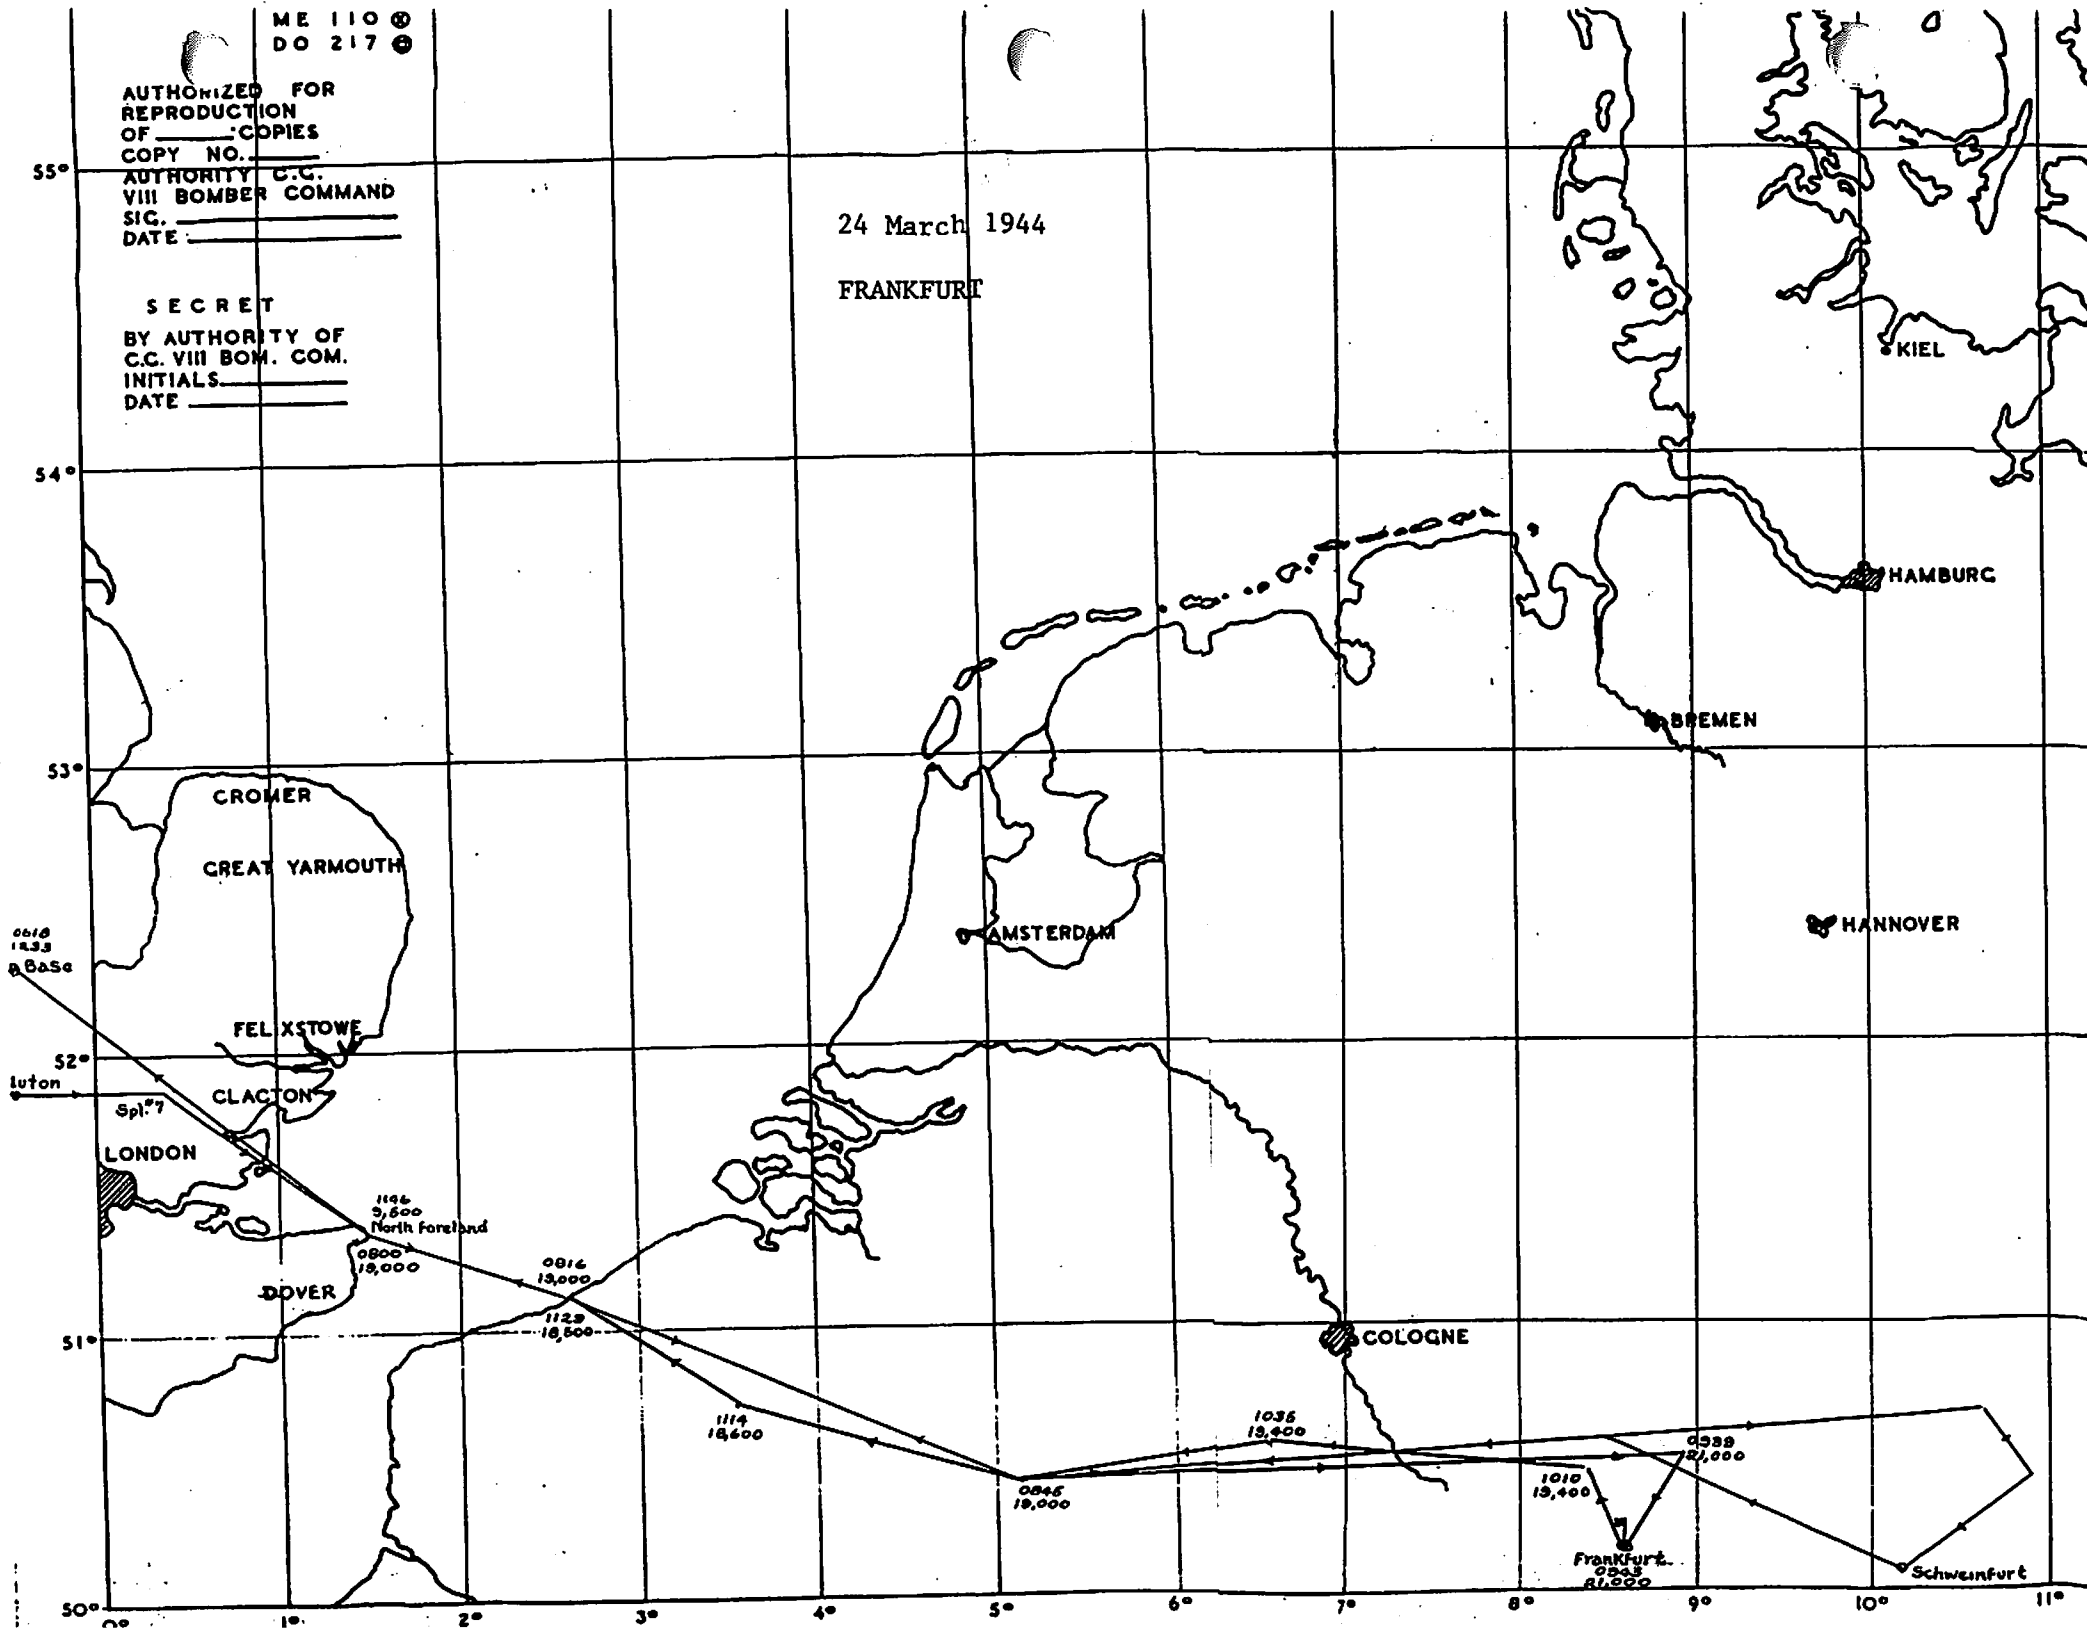 ME 110
DO 217
AUTHORIZED FOR
REPRODUCTION
OF COPIES
COPY NO.
AUTHORITY C.G.
VIII BOMBER COMMAND
SIG.
DATE
SECRET
BY AUTHORITY OF
C.G. VIII BOM. COM.
INITIALS
DATE
24 March 1944
FRANKFURT
55°
54°
53°
52°
51°
50°
KIEL
HAMBURG
BREMEN
HANNOVER
CROMER
GREAT YARMOUTH
AMSTERDAM
0618
1233
Base
FELIXSTOWE
Luton
Spl.#7
CLACTON
LONDON
1146
9,500
North Foreland
0800
19,000
DOVER
0816
19,000
1129
18,500
COLOGNE
1114
18,600
1035
19,400
0845
19,000
0939
21,000
1010
19,400
Frankfurt
21,000
Schweinfurt
0° 1° 2° 3° 4° 5° 6° 7° 8° 9° 10° 11°